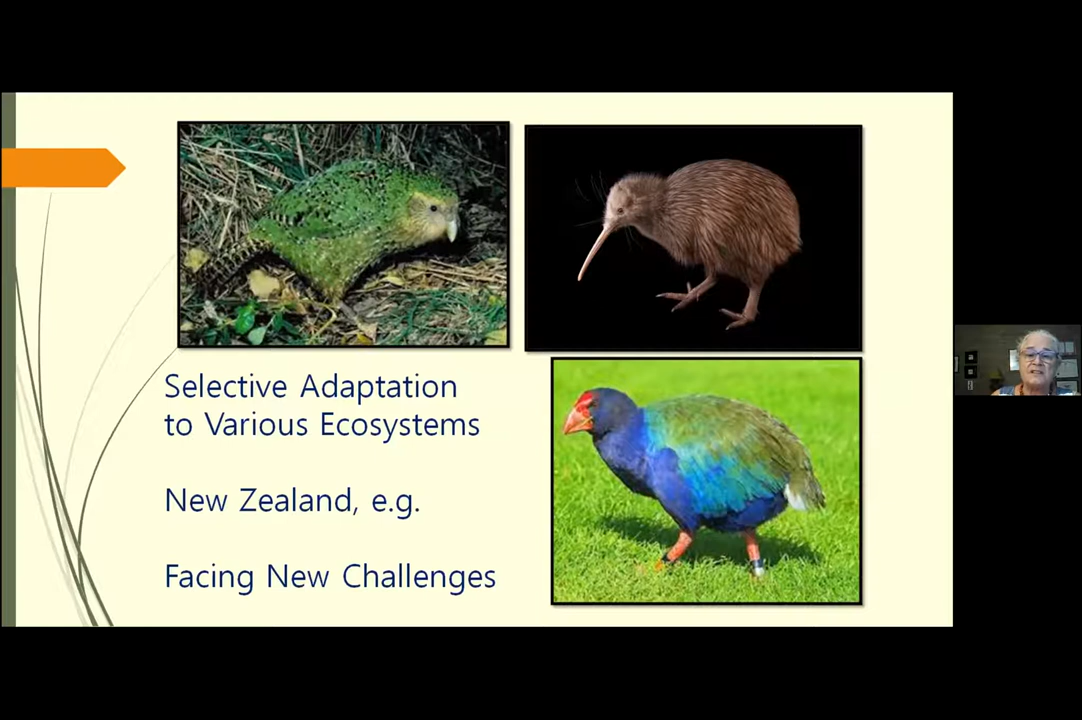 Selective Adaptation
to Various Ecosystems
New Zealand, e.g.
Facing New Challenges